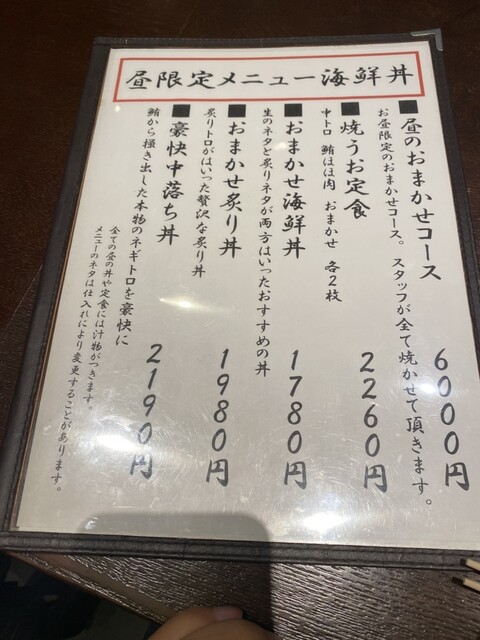 昼限定メニュー海鮮丼
■昼のおまかせコース 6000円
お昼限定のおまかせコース。スタッフが全て焼かせて頂きます。
■焼うお定食 2260円
中トロ 鮪ほほ肉 おまかせ 各2枚
■おまかせ海鮮丼 1780円
生のネタと炙りネタが両方はいったおすすめの丼
■おまかせ炙り丼 1980円
炙りトロがはいった贅沢な炙り丼
■豪快中落ち丼 2190円
鮪から掻き出した本物のネギトロを豪快に
全ての昼の丼や定食には汁物がつきます。
メニューのネタは仕入れにより変更することがあります。